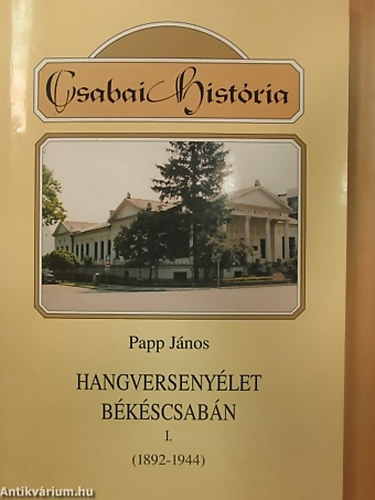 Csabai História
Papp János
HANGVERSENYÉLET
BÉKÉSCSABÁN
I.
(1892-1944)
Antikvárium.hu